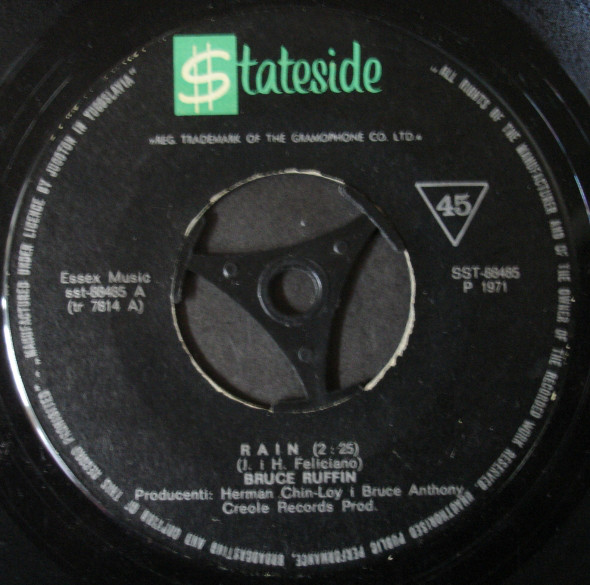 $tateside
»REG. TRADEMARK OF THE GRAMOPHONE CO. LTD.«
45
Essex Music
sst-88485 A
(tr 7814 A)
SST-88485
P 1971
R A I N (2:25)
(J. i H. Feliciano)
BRUCE RUFFIN
Producenti: Herman Chin-Loy i Bruce Anthony
Creole Records Prod.
"MANUFACTURED UNDER LICENCE BY JUGOTON IN YUGOSLAVIA"
"ALL RIGHTS OF THE MANUFACTURER AND OF THE OWNER OF THE RECORDED WORK RESERVED. UNAUTHORISED PUBLIC PERFORMANCE, BROADCASTING AND COPYING OF THIS RECORD PROHIBITED"